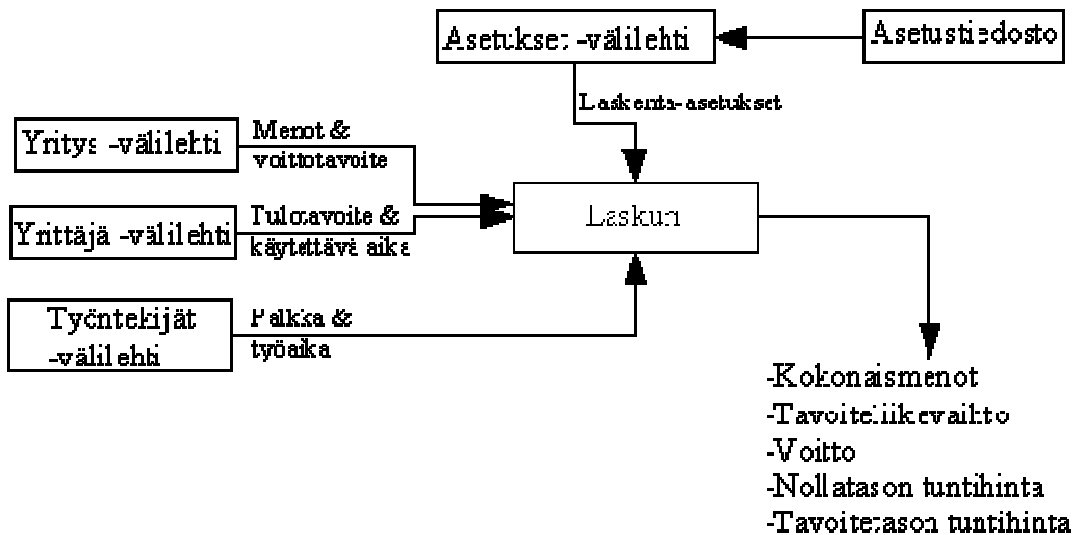 Asetukset -välilehti
Asetustiedosto
Laskenta-asetukset
Yritys -välilehti
Menot &
voittotavoite
Yrittäjä -välilehti
Tulotavoite &
käytettävä aika
Laskuri
Työntekijät
-välilehti
Palkka &
työaika
-Kokonaismenot
-Tavoiteliikevaihto
-Voitto
-Nollatason tuntihinta
-Tavoitetason tuntihinta